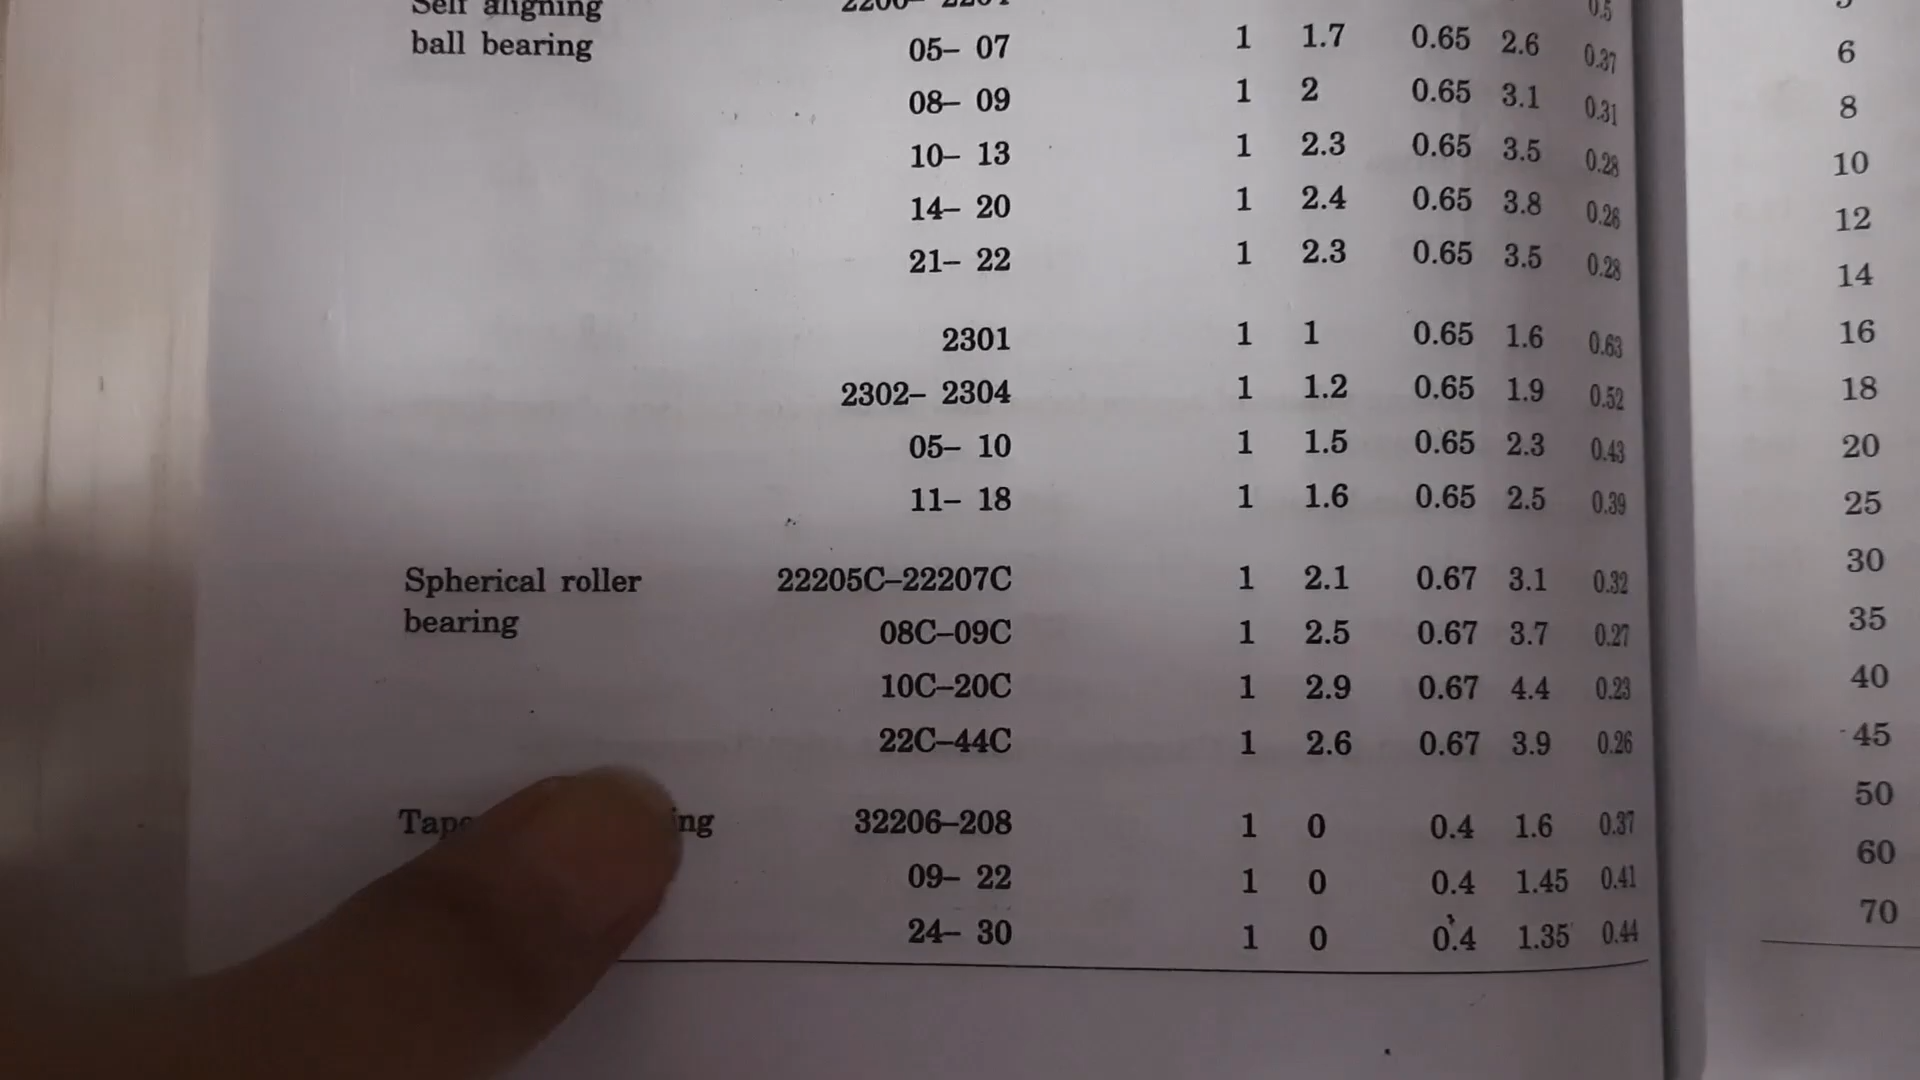 Self aligning 2200– 2204 0.5
ball bearing 05– 07 1 1.7 0.65 2.6 0.37
08– 09 1 2 0.65 3.1 0.31
10– 13 1 2.3 0.65 3.5 0.28
14– 20 1 2.4 0.65 3.8 0.26
21– 22 1 2.3 0.65 3.5 0.28
2301 1 1 0.65 1.6 0.63
2302– 2304 1 1.2 0.65 1.9 0.52
05– 10 1 1.5 0.65 2.3 0.43
11– 18 1 1.6 0.65 2.5 0.39
Spherical roller 22205C–22207C 1 2.1 0.67 3.1 0.32
bearing 08C–09C 1 2.5 0.67 3.7 0.27
10C–20C 1 2.9 0.67 4.4 0.23
22C–44C 1 2.6 0.67 3.9 0.26
32206–208 1 0 0.4 1.6 0.37
09– 22 1 0 0.4 1.45 0.41
24– 30 1 0 0.4 1.35 0.44
6
8
10
12
14
16
18
20
25
30
35
40
45
50
60
70